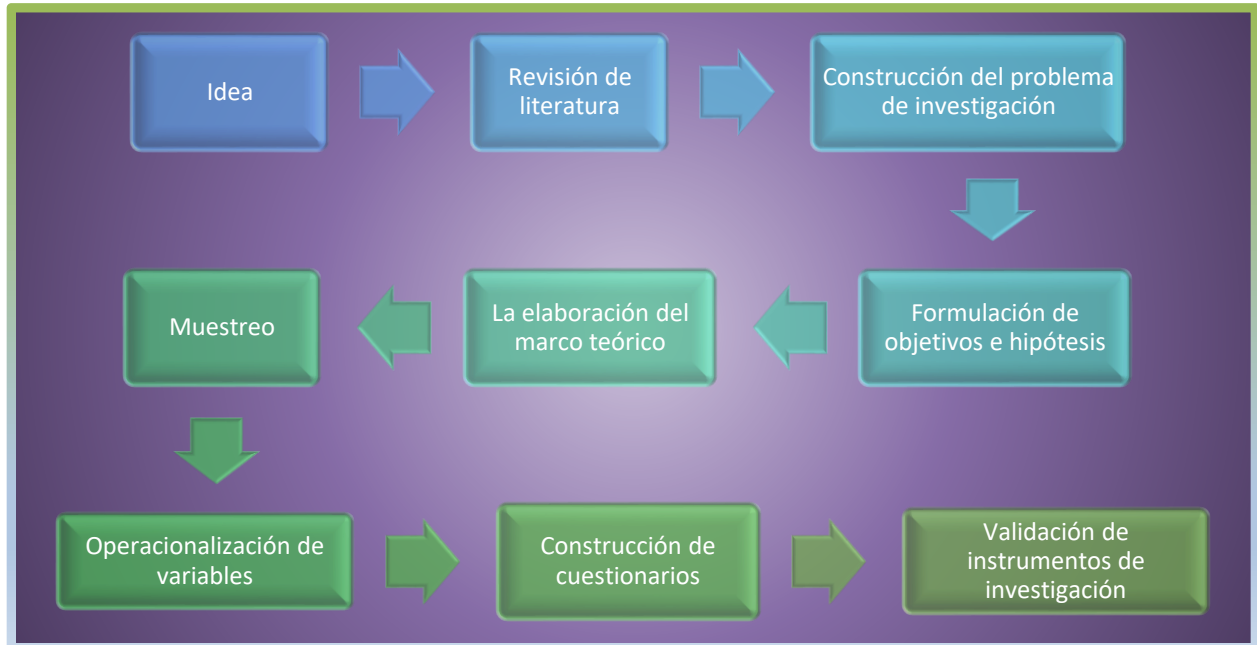 Idea
Revisión de
literatura
Construcción del problema
de investigación
Formulación de
objetivos e hipótesis
La elaboración del
marco teórico
Muestreo
Operacionalización de
variables
Construcción de
cuestionarios
Validación de
instrumentos de
investigación